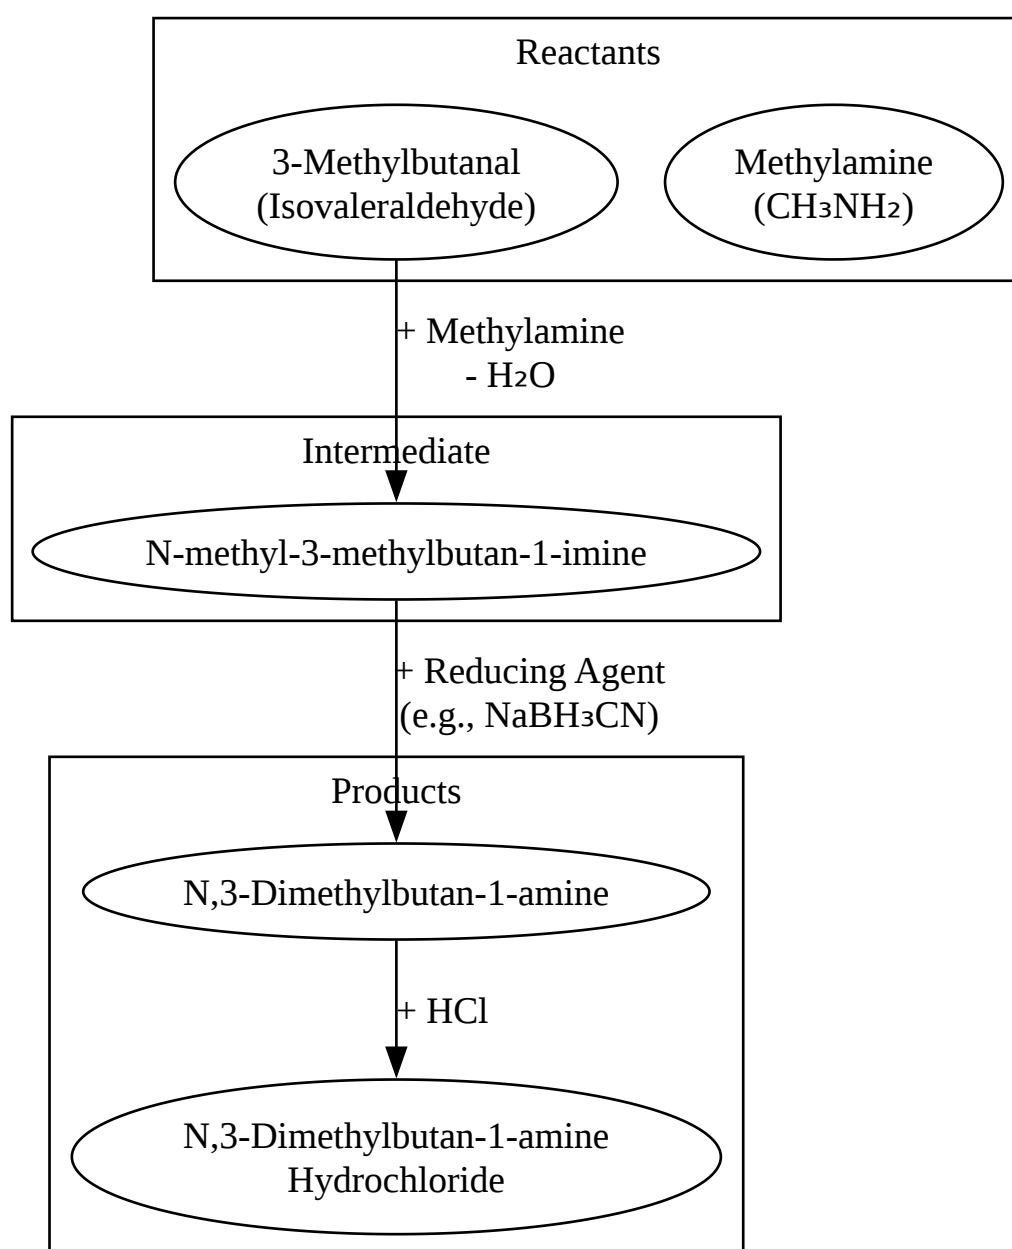 Reactants
3-Methylbutanal
(Isovaleraldehyde)
Methylamine
(CH₃NH₂)
+ Methylamine
- H₂O
Intermediate
N-methyl-3-methylbutan-1-imine
+ Reducing Agent
(e.g., NaBH₃CN)
Products
N,3-Dimethylbutan-1-amine
+ HCl
N,3-Dimethylbutan-1-amine
Hydrochloride